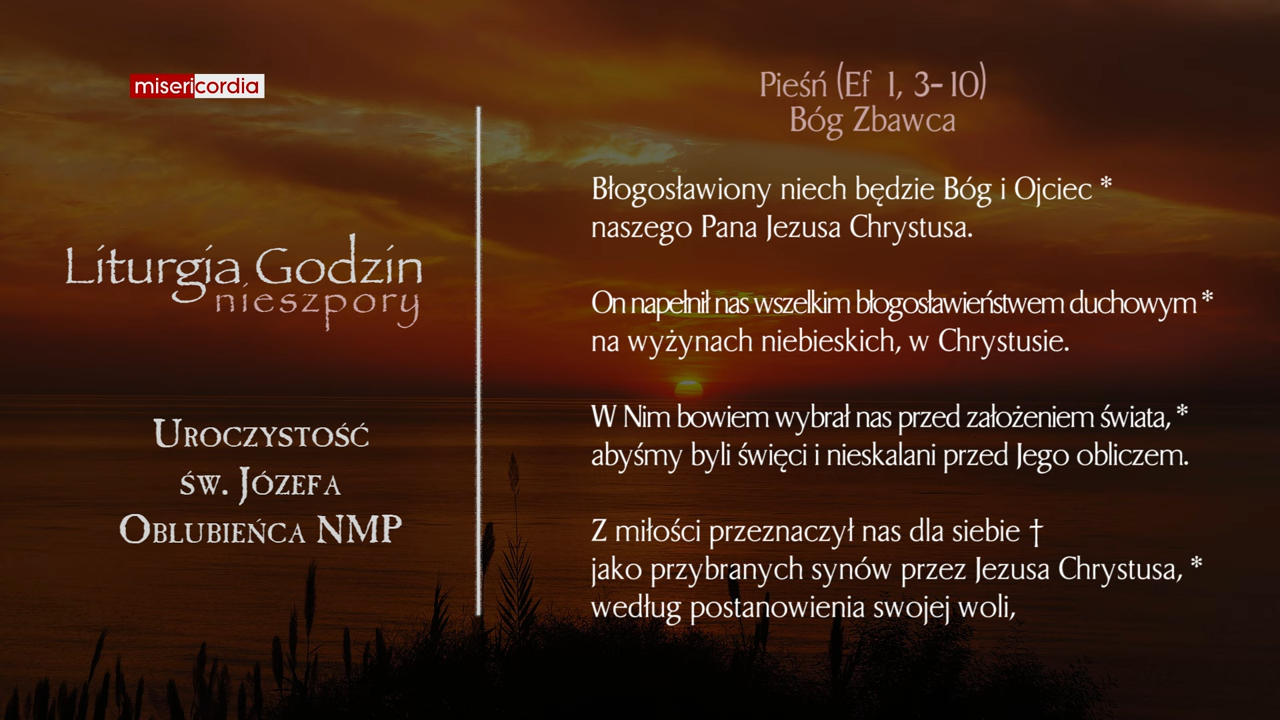 misericordia
Liturgia Godzin
nieszpory
Uroczystość
św. Józefa
Oblubieńca NMP
Pieśń (Ef 1, 3-10)
Bóg Zbawca
Błogosławiony niech będzie Bóg i Ojciec *
naszego Pana Jezusa Chrystusa.
On napełnił nas wszelkim błogosławieństwem duchowym *
na wyżynach niebieskich, w Chrystusie.
W Nim bowiem wybrał nas przed założeniem świata, *
abyśmy byli święci i nieskalani przed Jego obliczem.
Z miłości przeznaczył nas dla siebie †
jako przybranych synów przez Jezusa Chrystusa, *
według postanowienia swojej woli,